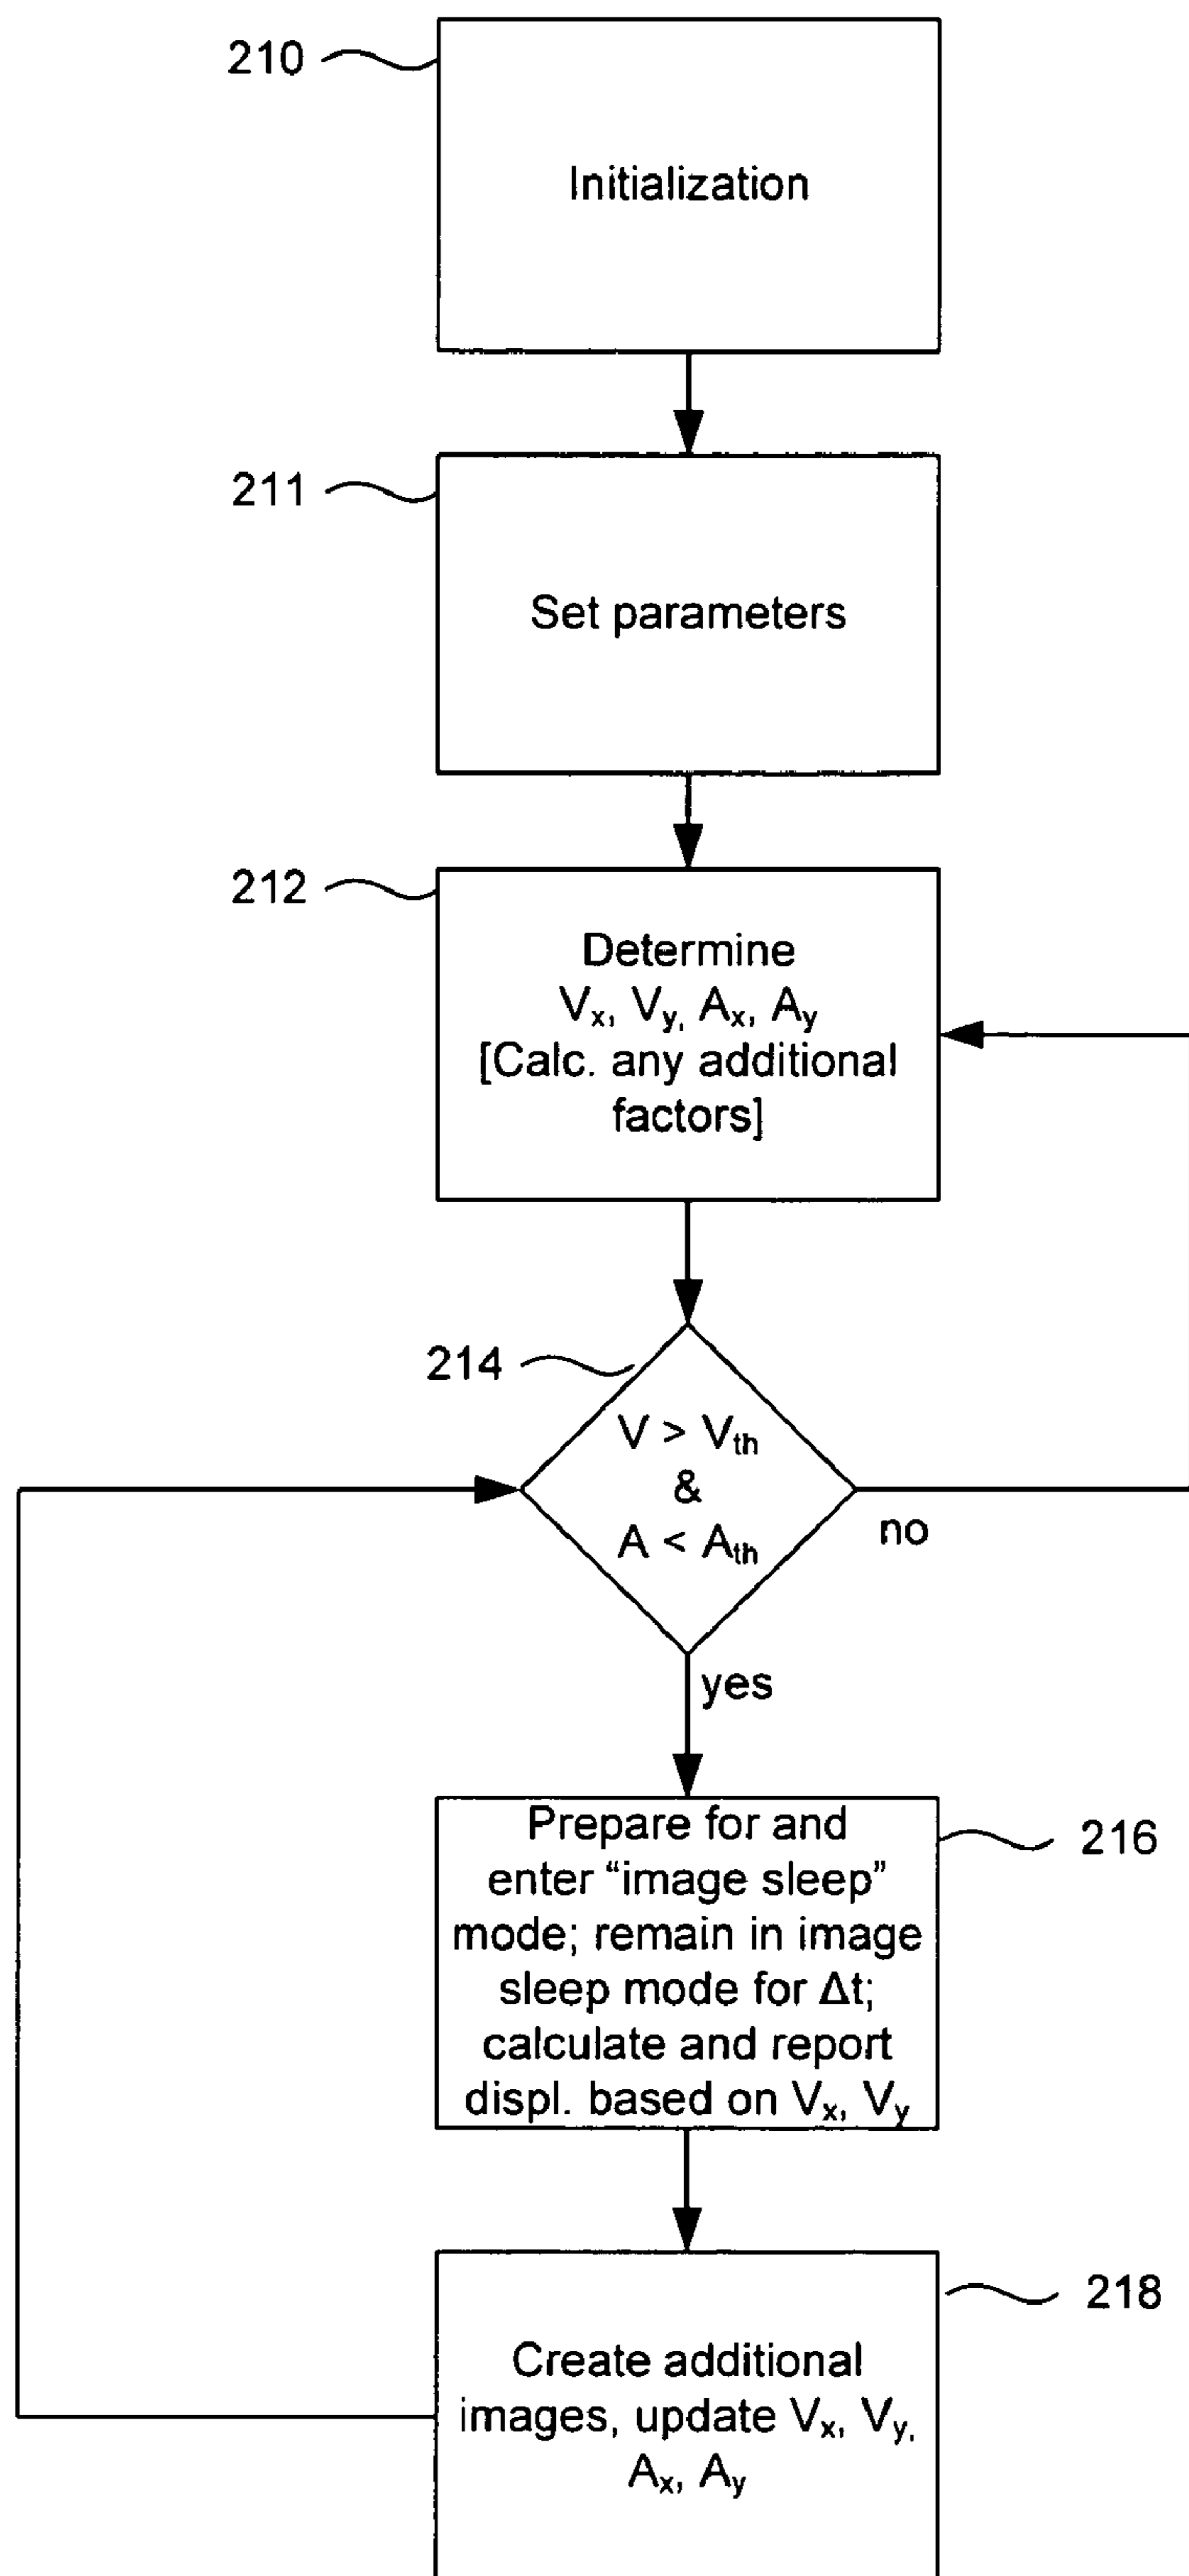 210
Initialization
211
Set parameters
212
Determine
Vx, Vy, Ax, Ay
[Calc. any additional
factors]
214
V > Vth
&
A < Ath
no
yes
Prepare for and
enter “image sleep”
mode; remain in image
sleep mode for Δt;
calculate and report
displ. based on Vx, Vy
216
218
Create additional
images, update Vx, Vy,
Ax, Ay